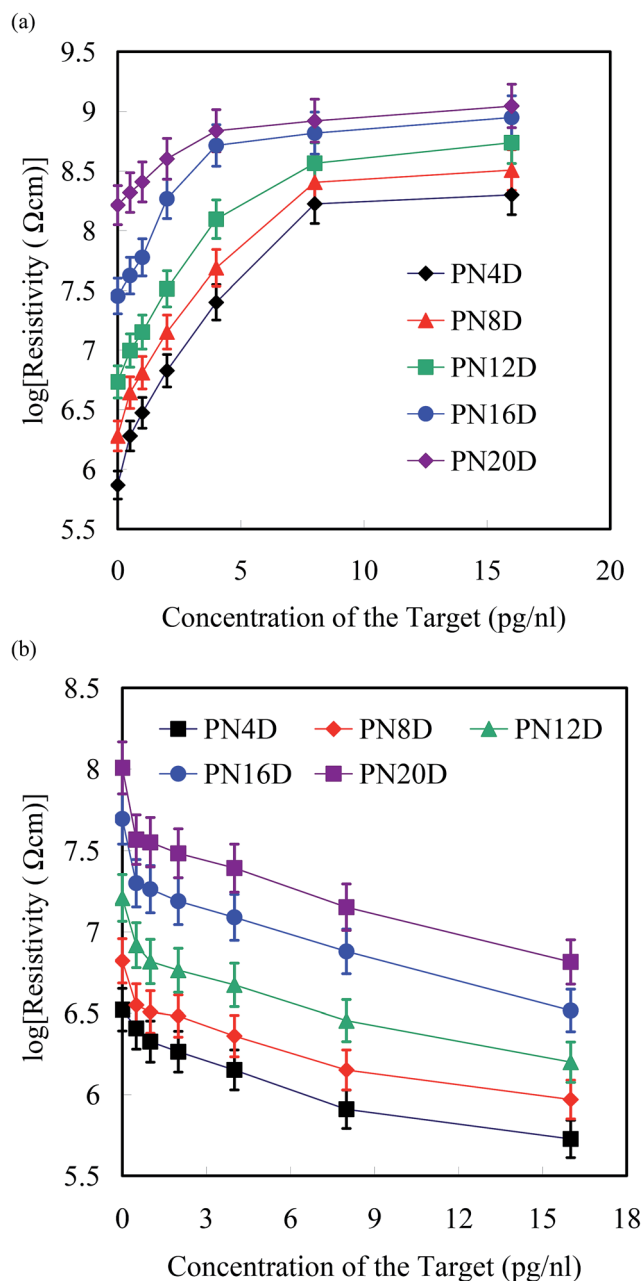 (a)
9.5
9
8.5
8
7.5
7
6.5
6
5.5
log[Resistivity ( Ωcm)]
PN4D
PN8D
PN12D
PN16D
PN20D
0 5 10 15 20
Concentration of the Target (pg/nl)
(b)
8.5
8
7.5
7
6.5
6
5.5
log[Resistivity ( Ωcm)]
PN4D PN8D PN12D
PN16D PN20D
0 3 6 9 12 15 18
Concentration of the Target (pg/nl)